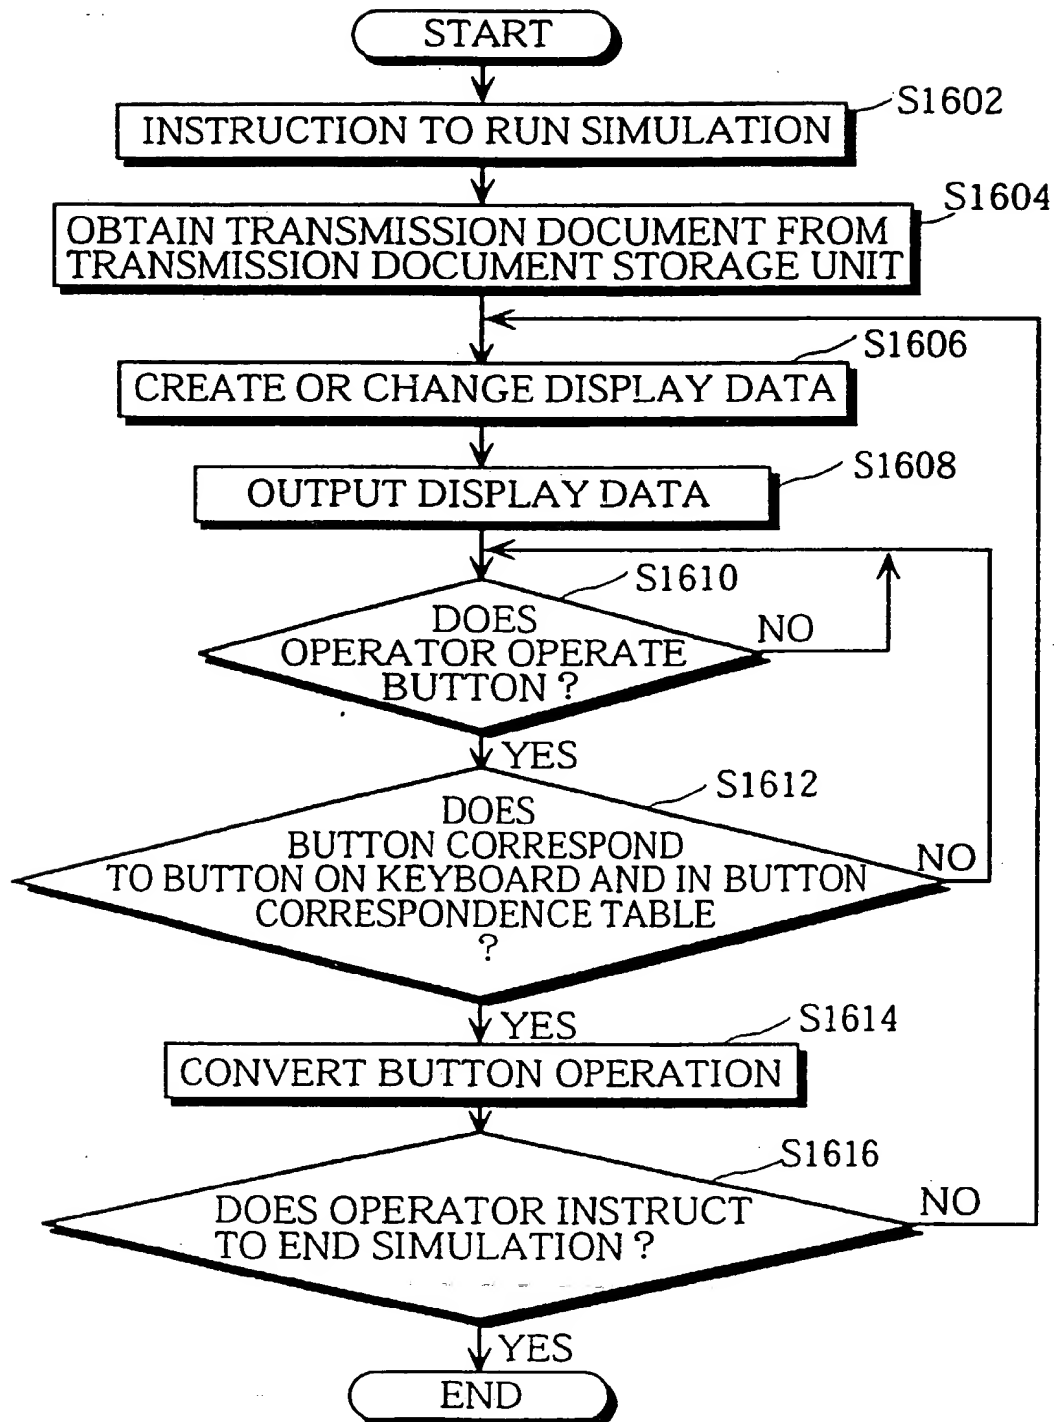 START
S1602
INSTRUCTION TO RUN SIMULATION
S1604
OBTAIN TRANSMISSION DOCUMENT FROM
TRANSMISSION DOCUMENT STORAGE UNIT
S1606
CREATE OR CHANGE DISPLAY DATA
S1608
OUTPUT DISPLAY DATA
S1610
DOES
OPERATOR OPERATE
BUTTON ?
NO
YES
S1612
DOES
BUTTON CORRESPOND
TO BUTTON ON KEYBOARD AND IN BUTTON
CORRESPONDENCE TABLE
?
NO
YES
S1614
CONVERT BUTTON OPERATION
S1616
DOES OPERATOR INSTRUCT
TO END SIMULATION ?
NO
YES
END